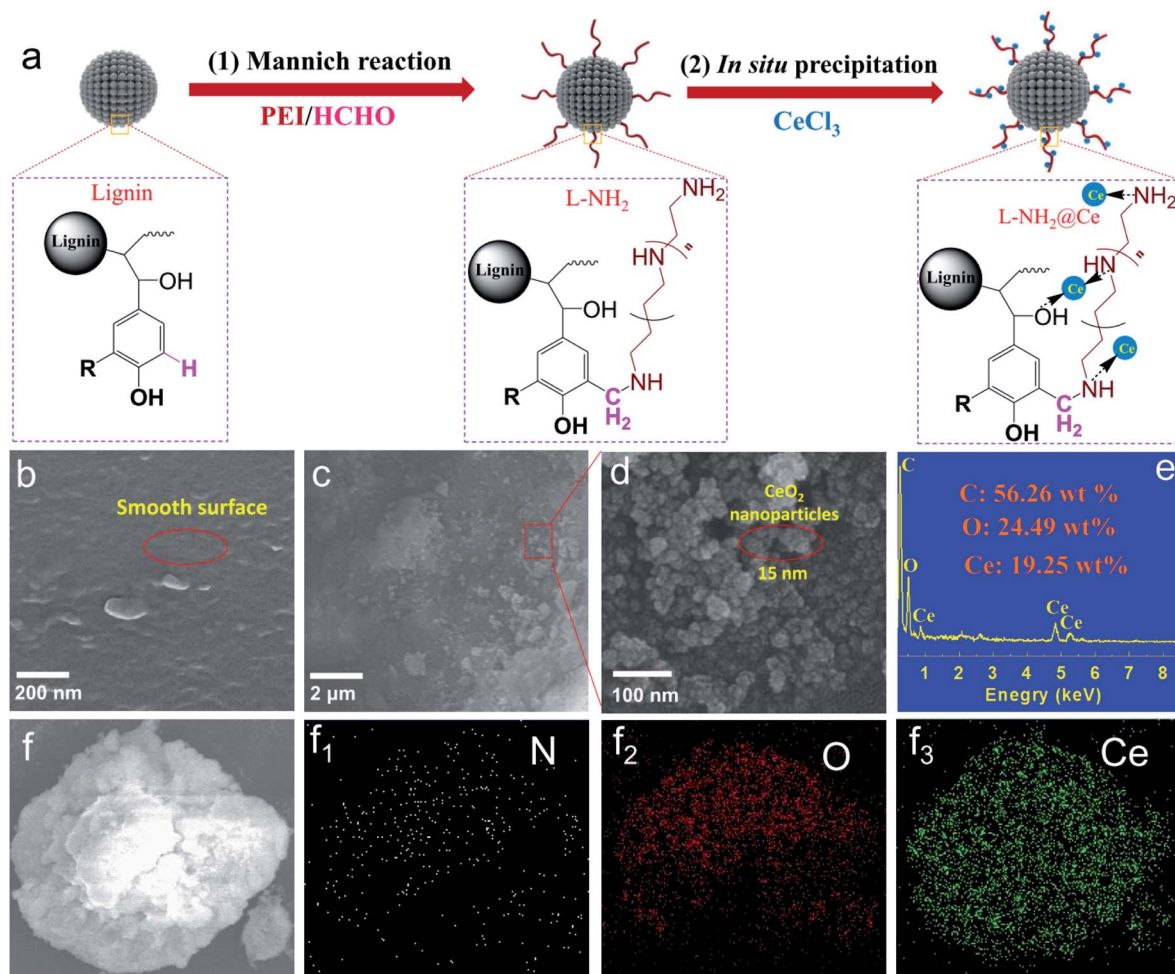 a
(1) Mannich reaction
PEI/HCHO
(2) In situ precipitation
CeCl3
Lignin
Lignin
OH
R
H
OH
L-NH2
NH2
HN
n
Lignin
OH
R
NH
OH
C
H2
Ce
NH2
L-NH2@Ce
HN
n
Lignin
Ce
OH
Ce
R
NH
OH
C
H2
b
Smooth surface
200 nm
c
2 µm
d
CeO2
nanoparticles
15 nm
100 nm
e
C
C: 56.26 wt %
O: 24.49 wt%
Ce: 19.25 wt%
O
Ce
Ce
Ce
1 2 3 4 5 6 7 8
Enegry (keV)
f
f1 N
f2 O
f3 Ce